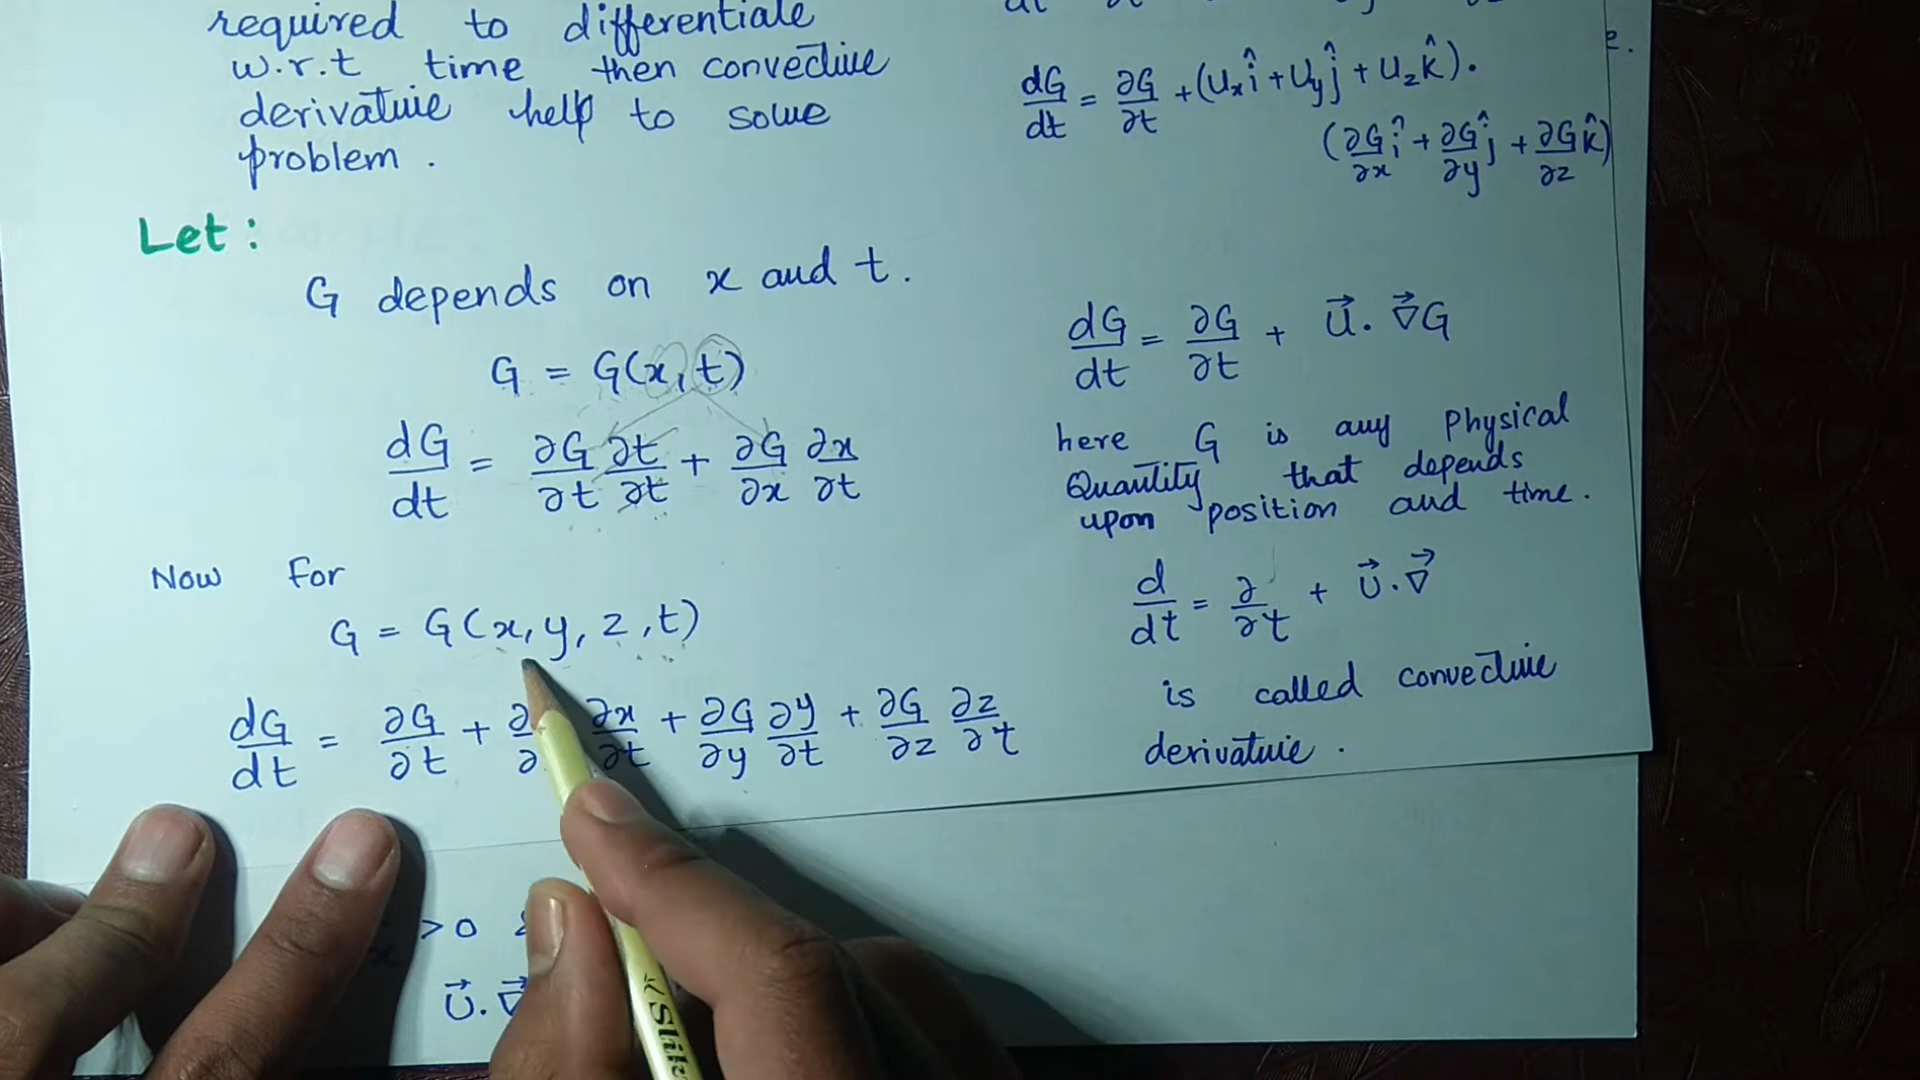 required to differentiate
w.r.t time then convective
derivative help to solve
problem .
Let :
G depends on x and t .
G = G(x, t)
dG/dt = ∂G/∂t ∂t/∂t + ∂G/∂x ∂x/∂t
Now for
G = G(x, y, z, t)
dG/dt = ∂G/∂t + ∂ ∂x/∂t + ∂G/∂y ∂y/∂t + ∂G/∂z ∂z/∂t
>0
U⃗ . ∇⃗
dG/dt = ∂G/∂t + (Uxî + Uyĵ + Uzk̂) .
(∂G/∂x î + ∂G/∂y ĵ + ∂G/∂z k̂)
dG/dt = ∂G/∂t + U⃗ . ∇⃗G
here G is any Physical
Quantity that depends
upon position and time .
d/dt = ∂/∂t + U⃗ . ∇⃗
is called convective
derivative .
e.